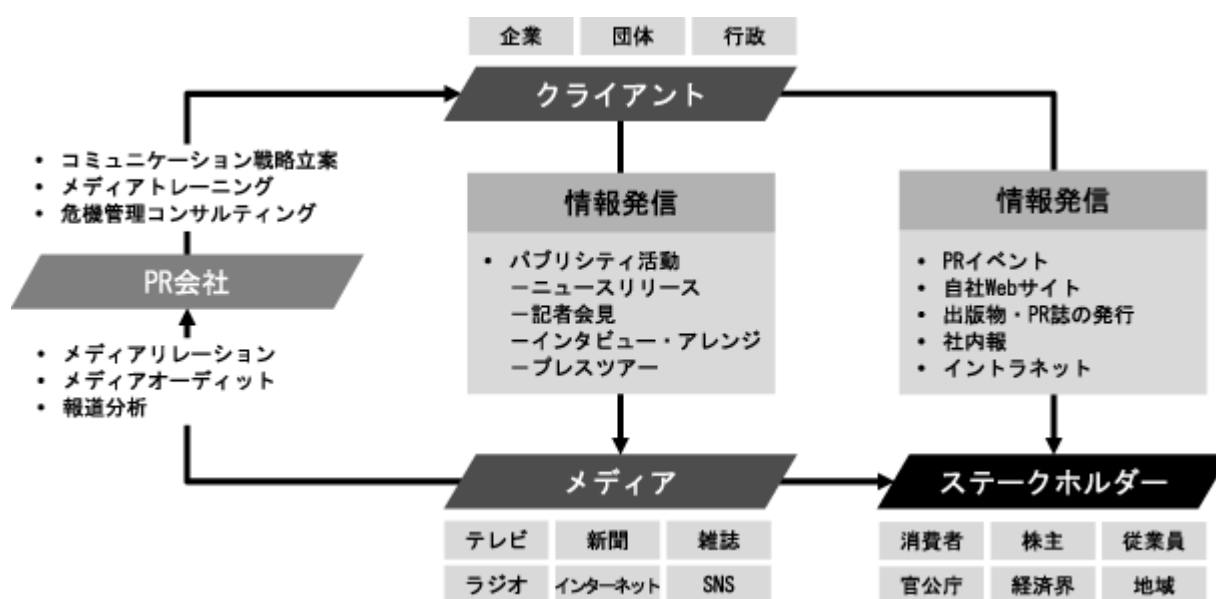 企業 団体 行政
クライアント
• コミュニケーション戦略立案
• メディアトレーニング
• 危機管理コンサルティング
PR会社
• メディアリレーション
• メディアオーディット
• 報道分析
情報発信
• パブリシティ活動
―ニュースリリース
―記者会見
―インタビュー・アレンジ
―プレスツアー
情報発信
• PRイベント
• 自社Webサイト
• 出版物・PR誌の発行
• 社内報
• イントラネット
メディア
テレビ 新聞 雑誌
ラジオ インターネット SNS
ステークホルダー
消費者 株主 従業員
官公庁 経済界 地域